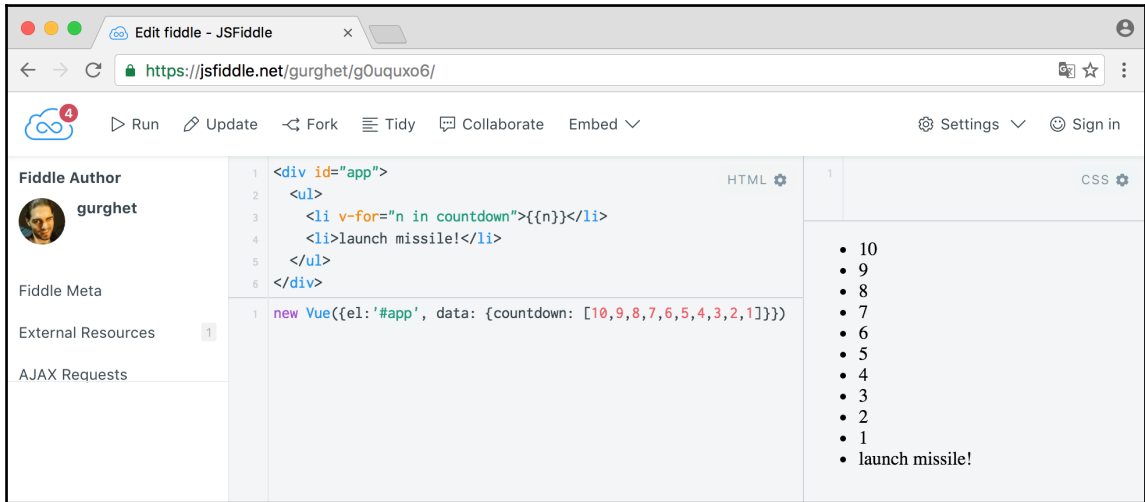 Edit fiddle - JSFiddle
https://jsfiddle.net/gurghet/g0uquxo6/
4
Run Update Fork Tidy Collaborate Embed Settings Sign in
Fiddle Author
gurghet
Fiddle Meta
External Resources 1
AJAX Requests
HTML
1 <div id="app">
2 <ul>
3 <li v-for="n in countdown">{{n}}</li>
4 <li>launch missile!</li>
5 </ul>
6 </div>
1 new Vue({el:'#app', data: {countdown: [10,9,8,7,6,5,4,3,2,1]}})
1 CSS
• 10
• 9
• 8
• 7
• 6
• 5
• 4
• 3
• 2
• 1
• launch missile!